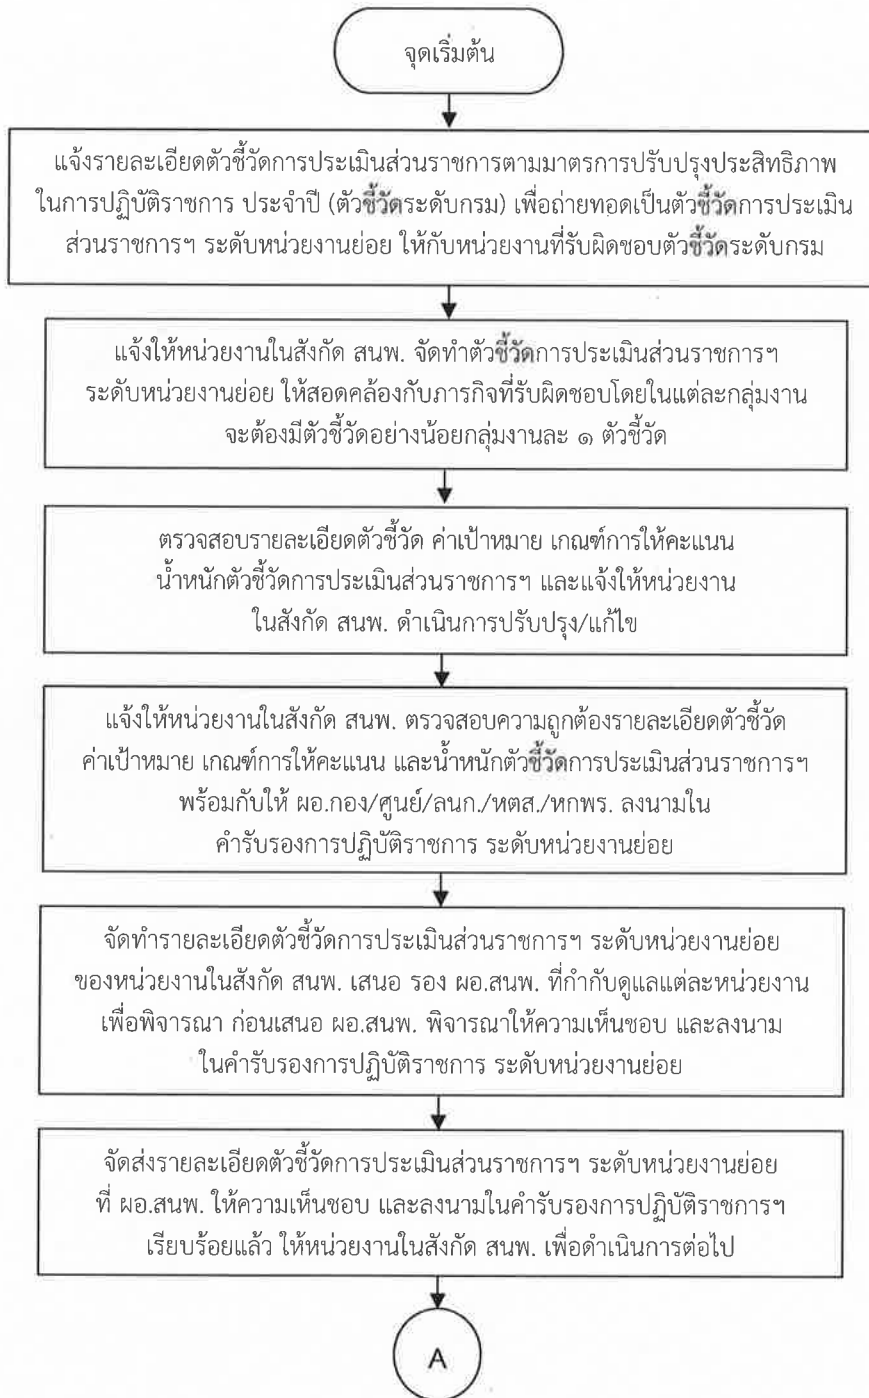 จุดเริ่มต้น
แจ้งรายละเอียดตัวชี้วัดการประเมินส่วนราชการตามมาตรการปรับปรุงประสิทธิภาพ
ในการปฏิบัติราชการ ประจำปี (ตัวชี้วัดระดับกรม) เพื่อถ่ายทอดเป็นตัวชี้วัดการประเมิน
ส่วนราชการฯ ระดับหน่วยงานย่อย ให้กับหน่วยงานที่รับผิดชอบตัวชี้วัดระดับกรม
แจ้งให้หน่วยงานในสังกัด สนพ. จัดทำตัวชี้วัดการประเมินส่วนราชการฯ
ระดับหน่วยงานย่อย ให้สอดคล้องกับภารกิจที่รับผิดชอบโดยในแต่ละกลุ่มงาน
จะต้องมีตัวชี้วัดอย่างน้อยกลุ่มงานละ ๑ ตัวชี้วัด
ตรวจสอบรายละเอียดตัวชี้วัด ค่าเป้าหมาย เกณฑ์การให้คะแนน
น้ำหนักตัวชี้วัดการประเมินส่วนราชการฯ และแจ้งให้หน่วยงาน
ในสังกัด สนพ. ดำเนินการปรับปรุง/แก้ไข
แจ้งให้หน่วยงานในสังกัด สนพ. ตรวจสอบความถูกต้องรายละเอียดตัวชี้วัด
ค่าเป้าหมาย เกณฑ์การให้คะแนน และน้ำหนักตัวชี้วัดการประเมินส่วนราชการฯ
พร้อมกับให้ ผอ.กอง/ศูนย์/ลนก./หตส./หกพร. ลงนามใน
คำรับรองการปฏิบัติราชการ ระดับหน่วยงานย่อย
จัดทำรายละเอียดตัวชี้วัดการประเมินส่วนราชการฯ ระดับหน่วยงานย่อย
ของหน่วยงานในสังกัด สนพ. เสนอ รอง ผอ.สนพ. ที่กำกับดูแลแต่ละหน่วยงาน
เพื่อพิจารณา ก่อนเสนอ ผอ.สนพ. พิจารณาให้ความเห็นชอบ และลงนาม
ในคำรับรองการปฏิบัติราชการ ระดับหน่วยงานย่อย
จัดส่งรายละเอียดตัวชี้วัดการประเมินส่วนราชการฯ ระดับหน่วยงานย่อย
ที่ ผอ.สนพ. ให้ความเห็นชอบ และลงนามในคำรับรองการปฏิบัติราชการฯ
เรียบร้อยแล้ว ให้หน่วยงานในสังกัด สนพ. เพื่อดำเนินการต่อไป
A